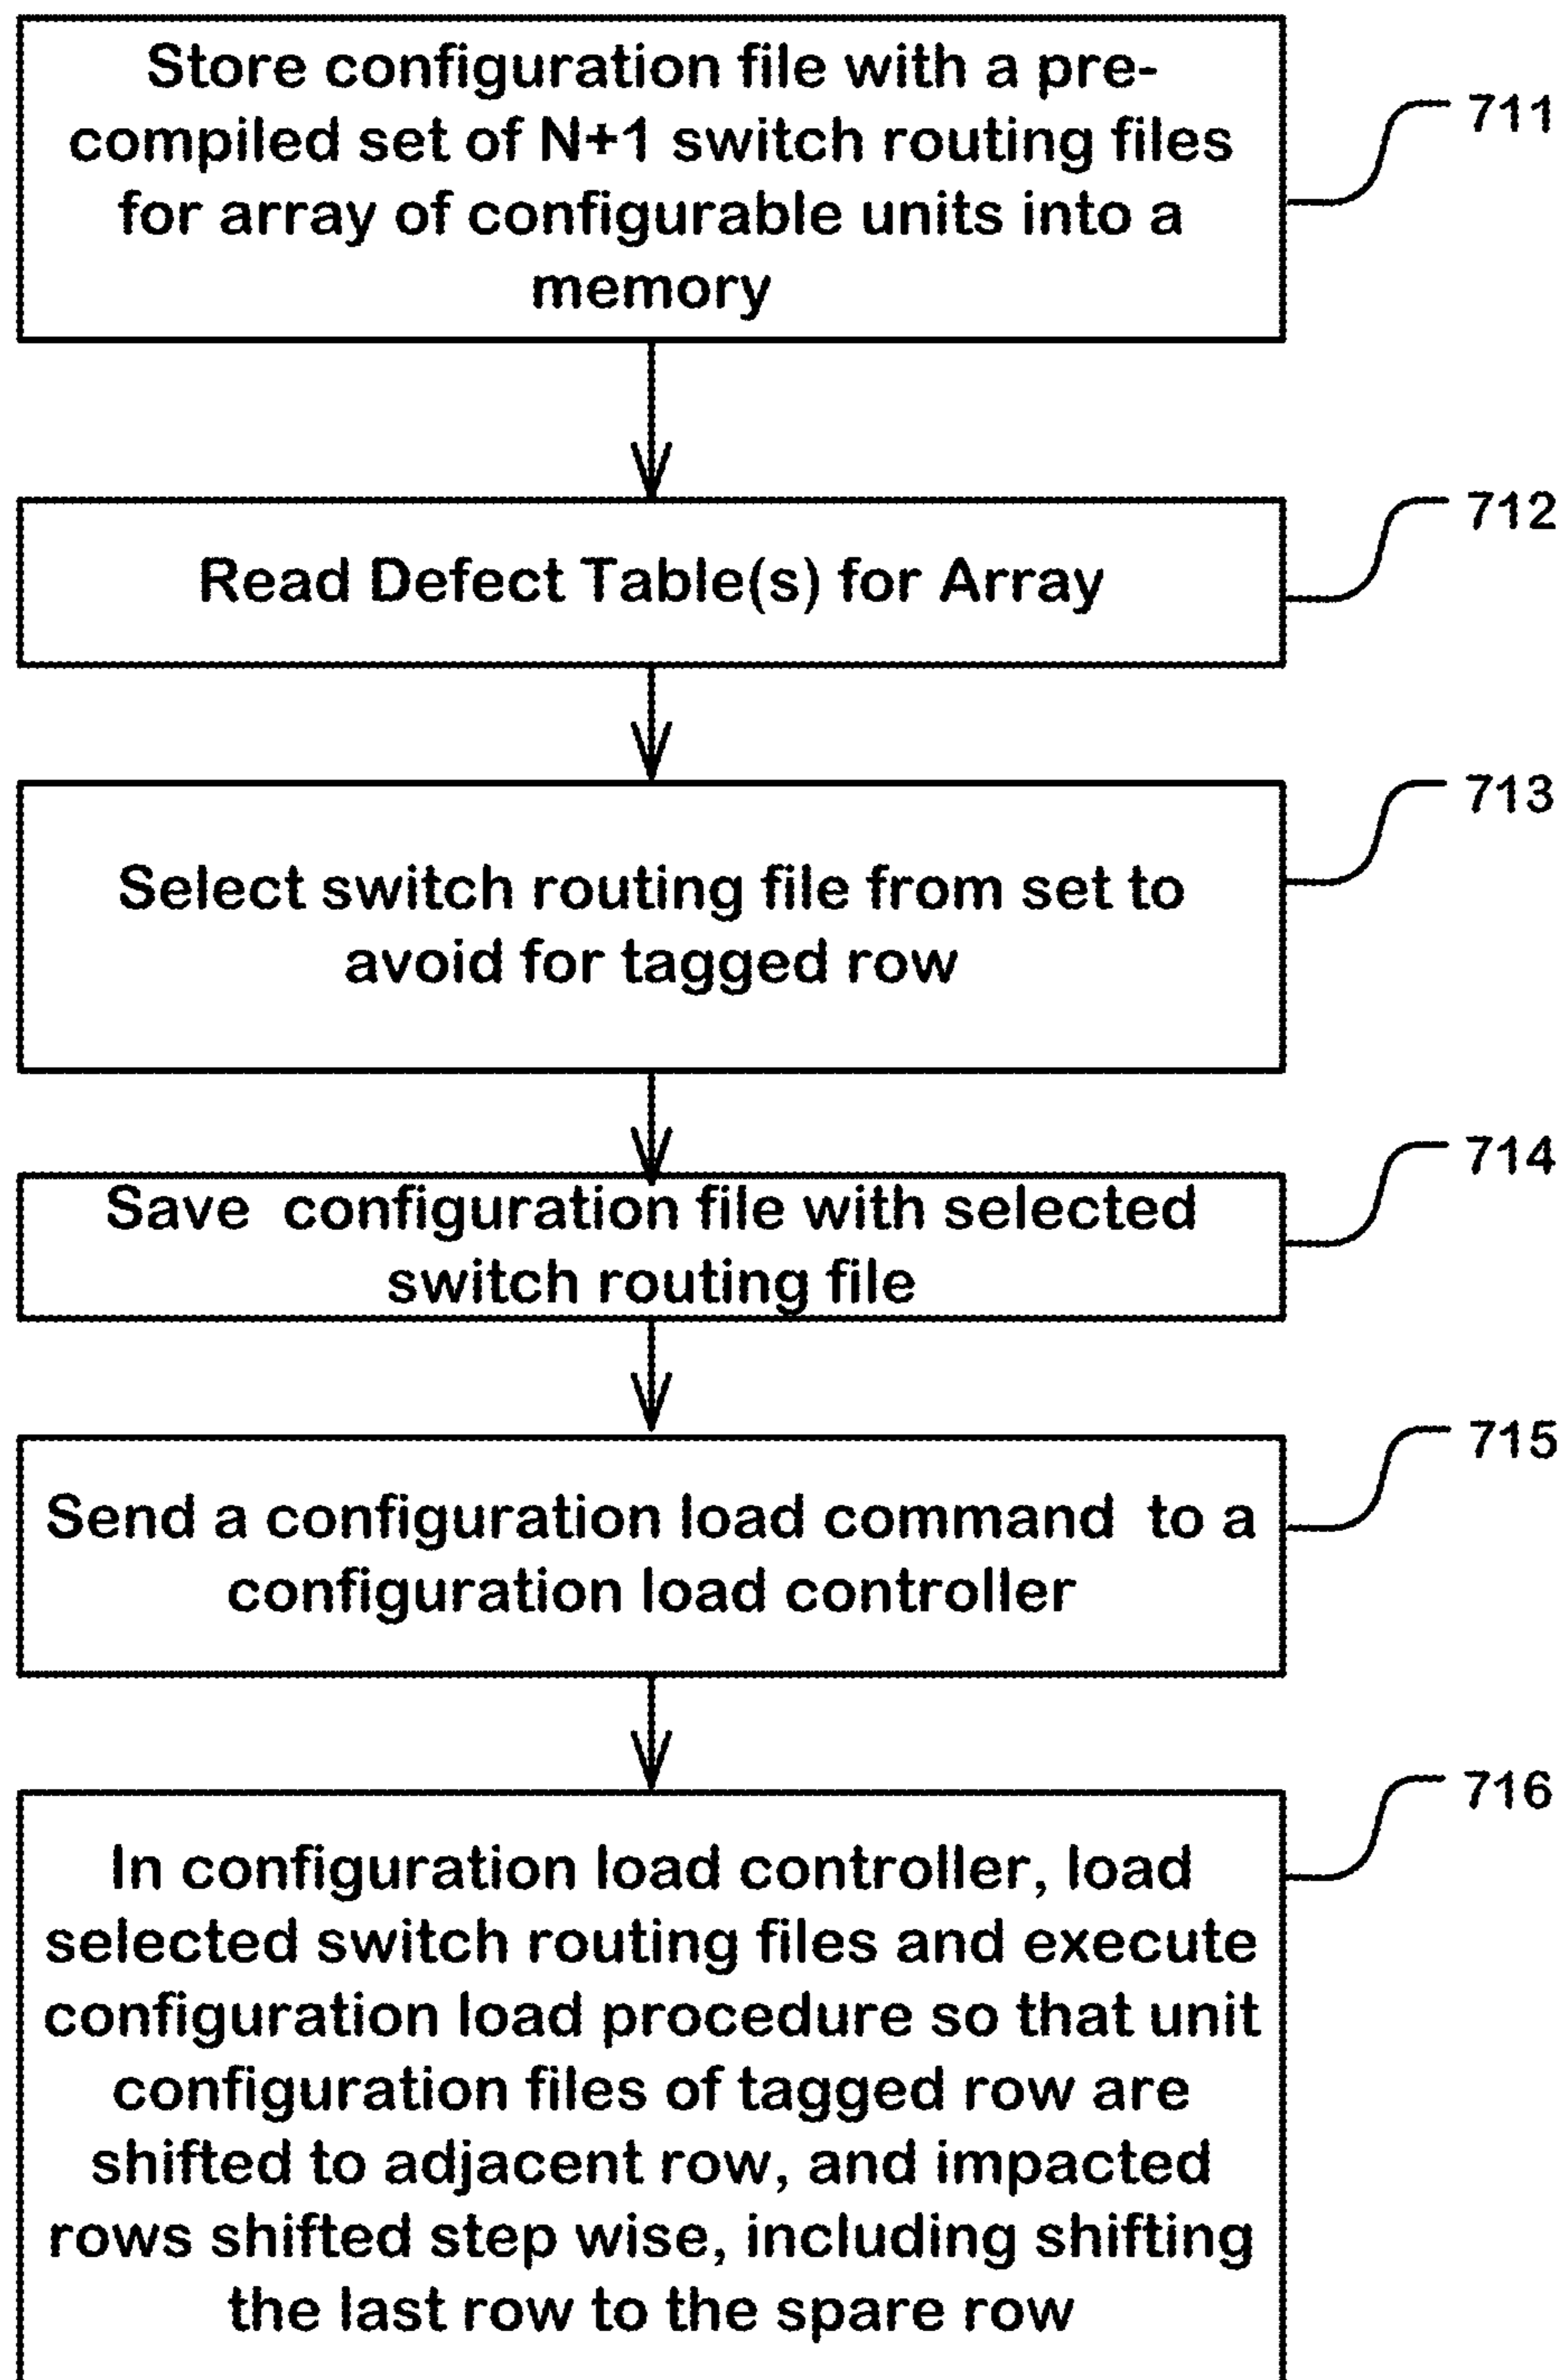 Store configuration file with a pre-
compiled set of N+1 switch routing files
for array of configurable units into a
memory
711
Read Defect Table(s) for Array
712
Select switch routing file from set to
avoid for tagged row
713
Save  configuration file with selected
switch routing file
714
Send a configuration load command  to a
configuration load controller
715
In configuration load controller, load
selected switch routing files and execute
configuration load procedure so that unit
configuration files of tagged row are
shifted to adjacent row, and impacted
rows shifted step wise, including shifting
the last row to the spare row
716